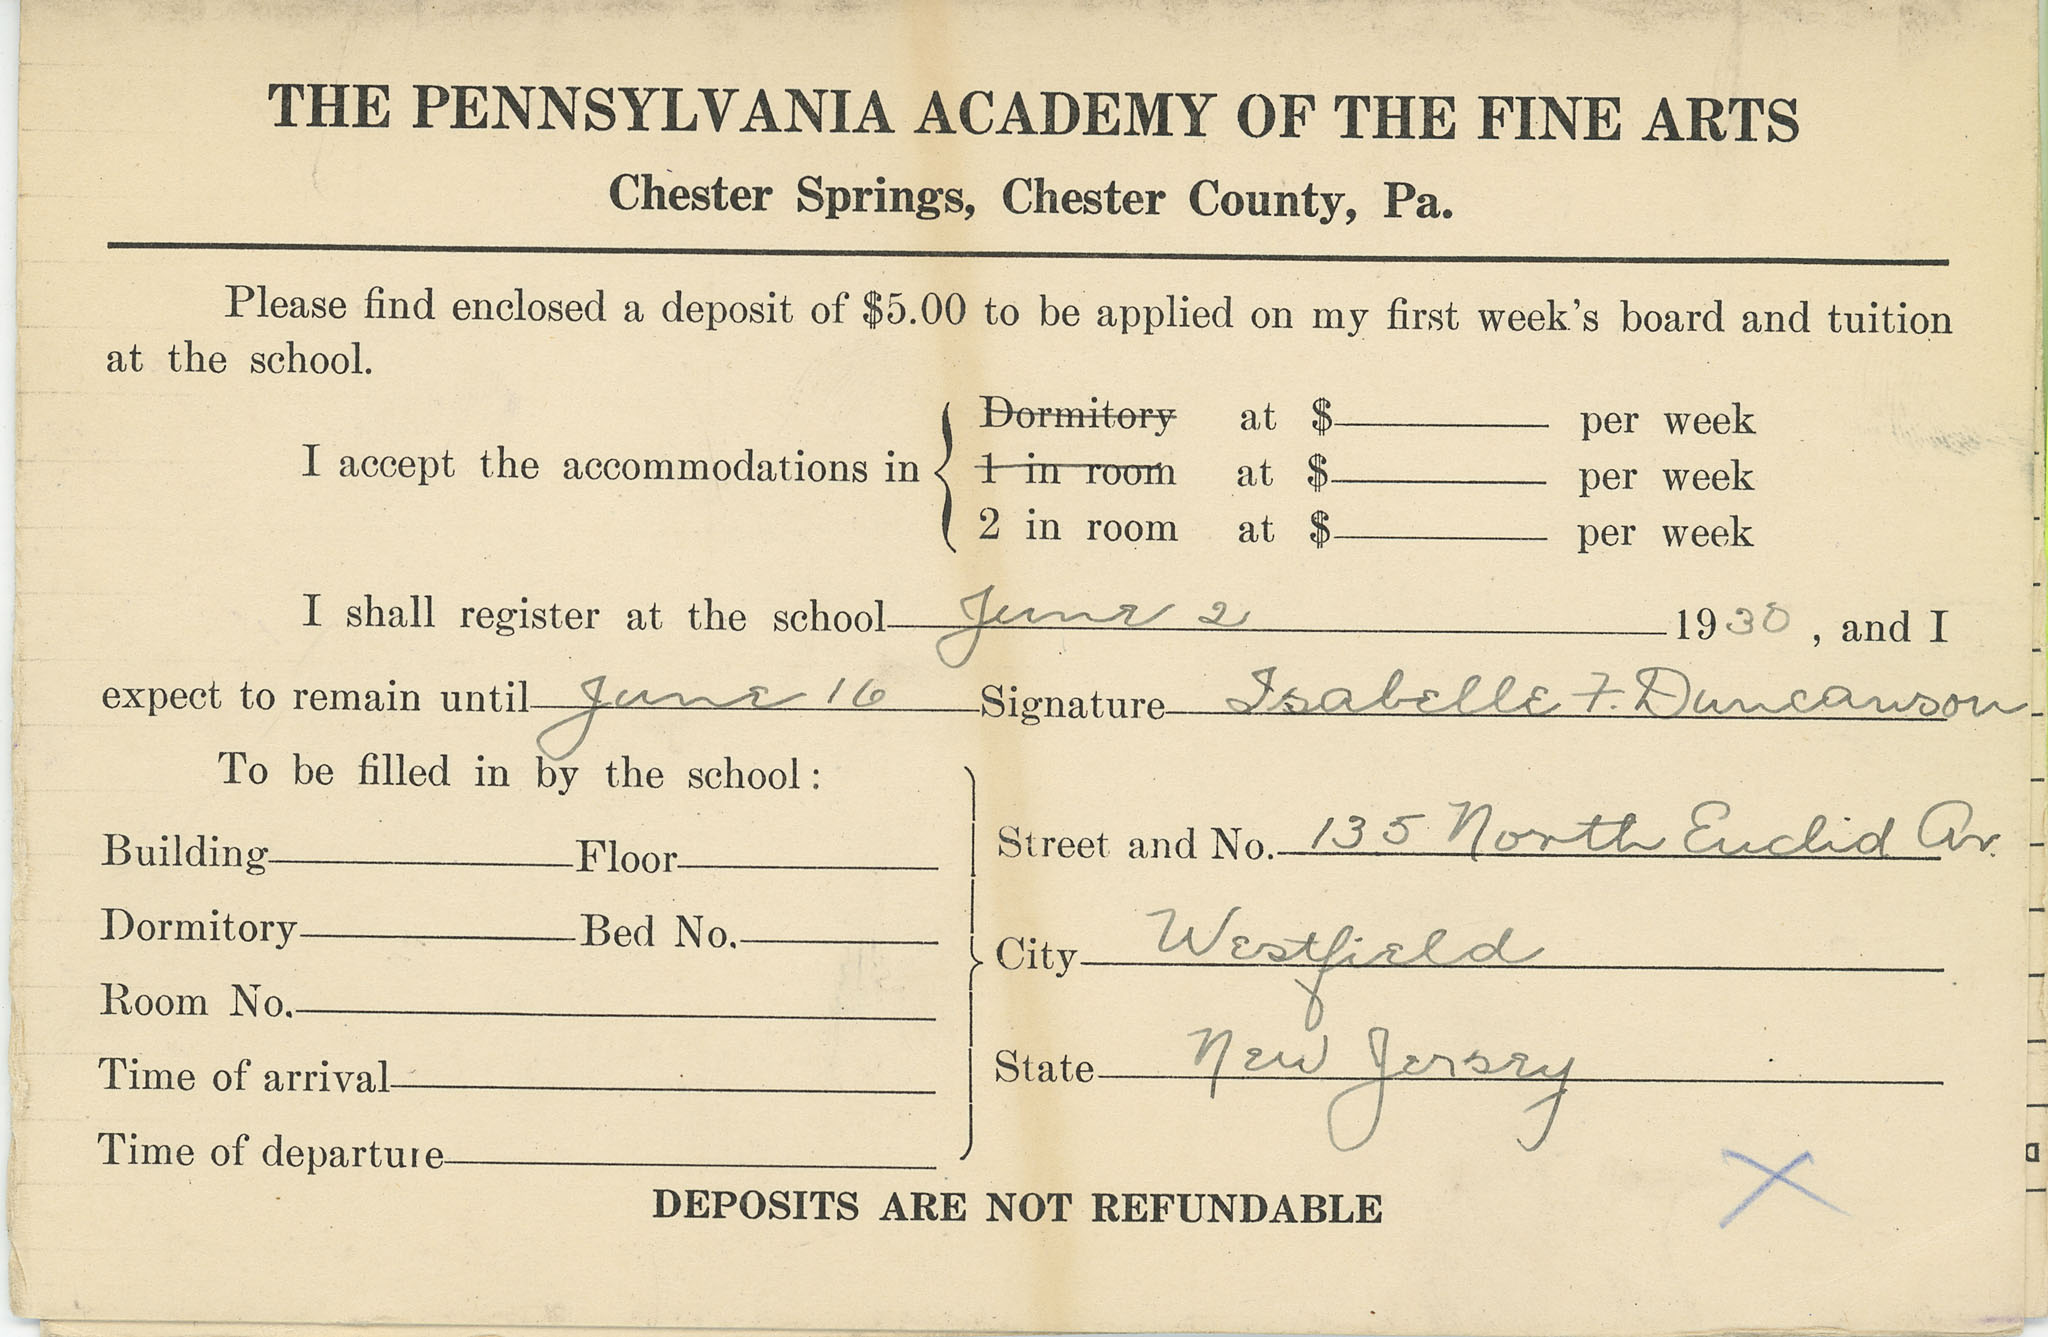 THE PENNSYLVANIA ACADEMY OF THE FINE ARTS
Chester Springs, Chester County, Pa.
Please find enclosed a deposit of $5.00 to be applied on my first week's board and tuition
at the school.
Dormitory at $ per week
I accept the accommodations in 1 in room at $ per week
2 in room at $ per week
I shall register at the school June 2 1930, and I
expect to remain until June 16 Signature Isabelle F. Duncanson
To be filled in by the school:
Building Floor Street and No. 135 North Euclid Av.
Dormitory Bed No. City Westfield
Room No.
Time of arrival State New Jersey
Time of departure
X
DEPOSITS ARE NOT REFUNDABLE